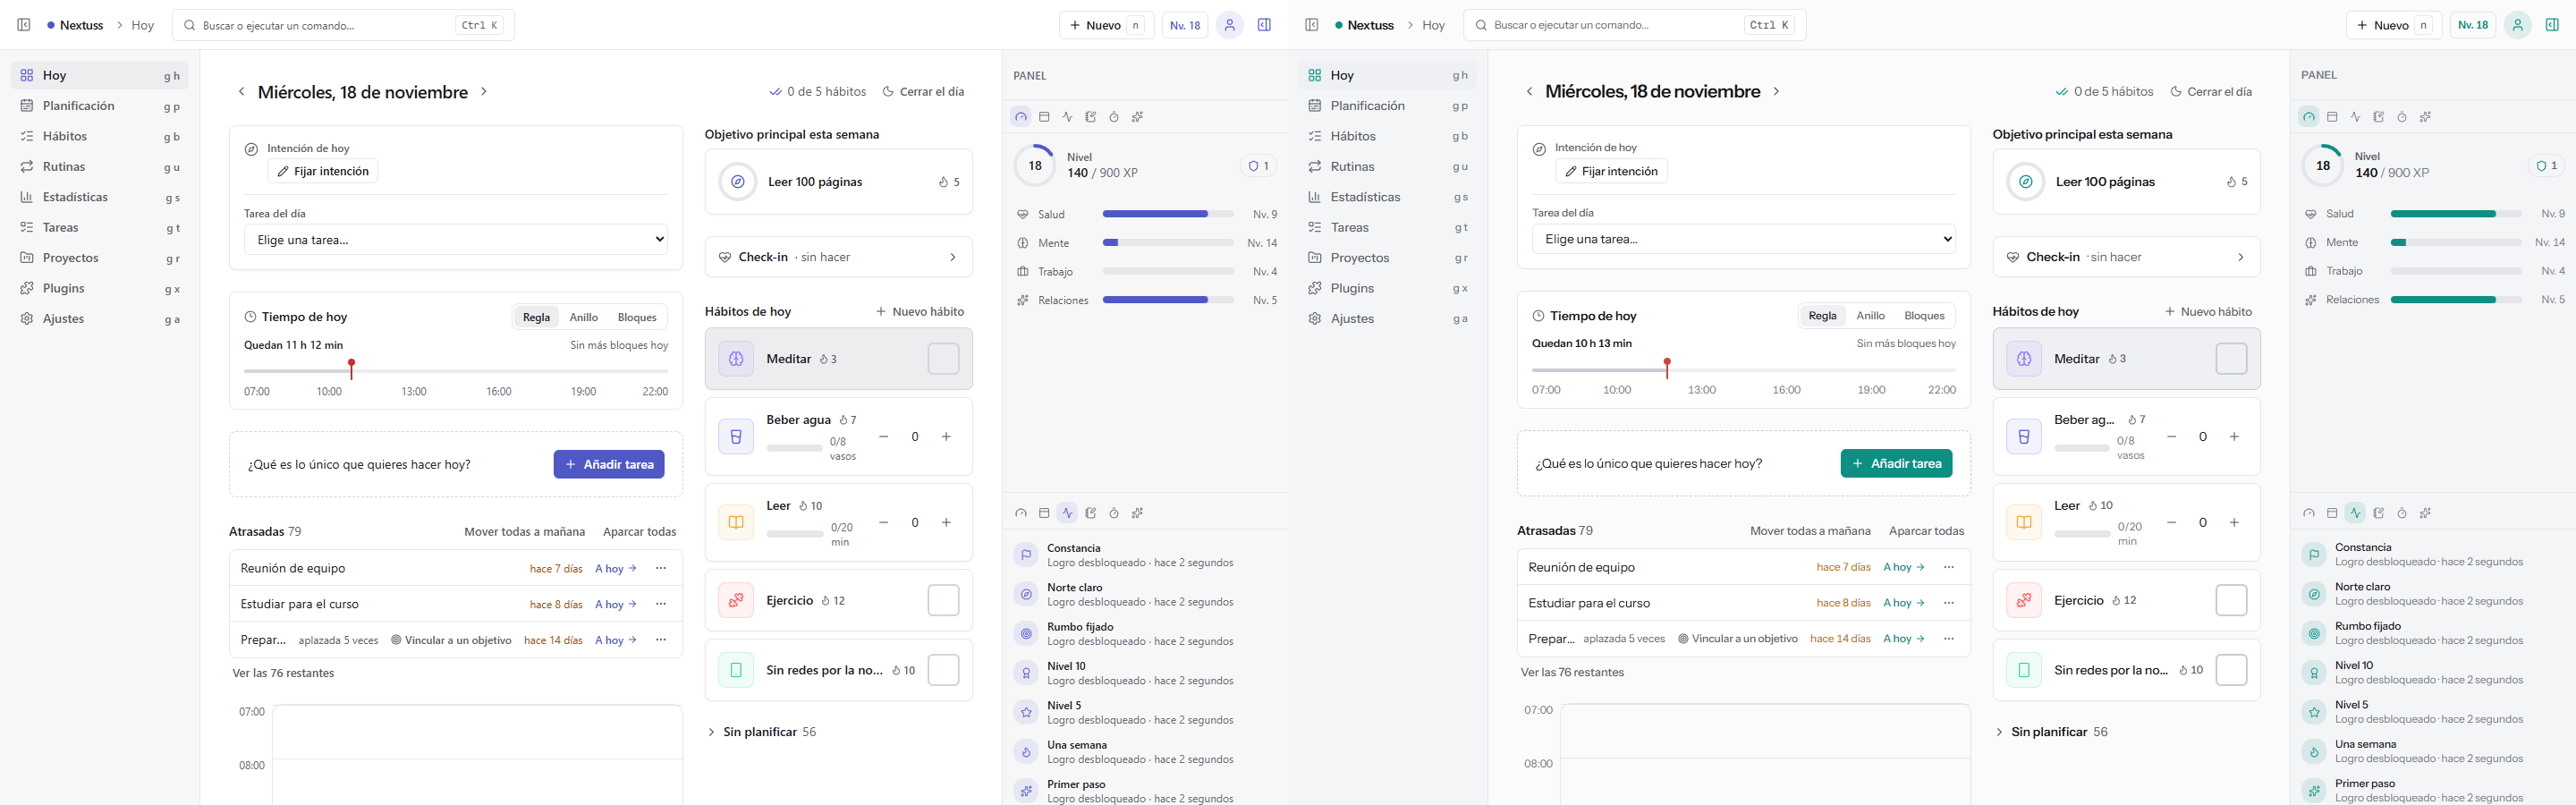 Nextuss > Hoy
Buscar o ejecutar un comando...
Ctrl K
+ Nuevo n
Nv. 18
Hoy g h
Planificación g p
Hábitos g b
Rutinas g u
Estadísticas g s
Tareas g t
Proyectos g r
Plugins g x
Ajustes g a
Miércoles, 18 de noviembre
0 de 5 hábitos
Cerrar el día
Intención de hoy
Fijar intención
Tarea del día
Elige una tarea...
Tiempo de hoy
Regla Anillo Bloques
Quedan 11 h 12 min
Sin más bloques hoy
07:00 10:00 13:00 16:00 19:00 22:00
¿Qué es lo único que quieres hacer hoy?
+ Añadir tarea
Atrasadas 79
Mover todas a mañana
Aparcar todas
Reunión de equipo hace 7 días A hoy → ...
Estudiar para el curso hace 8 días A hoy → ...
Prepar... aplazada 5 veces Vincular a un objetivo hace 14 días A hoy → ...
Ver las 76 restantes
07:00
08:00
Objetivo principal esta semana
Leer 100 páginas 5
Check-in · sin hacer
Hábitos de hoy
+ Nuevo hábito
Meditar 3
Beber agua 7
0/8
vasos
− 0 +
Leer 10
0/20
min
− 0 +
Ejercicio 12
Sin redes por la no... 10
Sin planificar 56
PANEL
18
Nivel
140 / 900 XP
1
Salud Nv. 9
Mente Nv. 14
Trabajo Nv. 4
Relaciones Nv. 5
Constancia
Logro desbloqueado · hace 2 segundos
Norte claro
Logro desbloqueado · hace 2 segundos
Rumbo fijado
Logro desbloqueado · hace 2 segundos
Nivel 10
Logro desbloqueado · hace 2 segundos
Nivel 5
Logro desbloqueado · hace 2 segundos
Una semana
Logro desbloqueado · hace 2 segundos
Primer paso
Logro desbloqueado · hace 2 segundos
Nextuss > Hoy
Buscar o ejecutar un comando...
Ctrl K
+ Nuevo n
Nv. 18
Hoy g h
Planificación g p
Hábitos g b
Rutinas g u
Estadísticas g s
Tareas g t
Proyectos g r
Plugins g x
Ajustes g a
Miércoles, 18 de noviembre
0 de 5 hábitos
Cerrar el día
Intención de hoy
Fijar intención
Tarea del día
Elige una tarea...
Tiempo de hoy
Regla Anillo Bloques
Quedan 10 h 13 min
Sin más bloques hoy
07:00 10:00 13:00 16:00 19:00 22:00
¿Qué es lo único que quieres hacer hoy?
+ Añadir tarea
Atrasadas 79
Mover todas a mañana
Aparcar todas
Reunión de equipo hace 7 días A hoy → ...
Estudiar para el curso hace 8 días A hoy → ...
Prepar... aplazada 5 veces Vincular a un objetivo hace 14 días A hoy → ...
Ver las 76 restantes
07:00
08:00
Objetivo principal esta semana
Leer 100 páginas 5
Check-in · sin hacer
Hábitos de hoy
+ Nuevo hábito
Meditar 3
Beber ag... 7
0/8
vasos
− 0 +
Leer 10
0/20
min
− 0 +
Ejercicio 12
Sin redes por la no... 10
Sin planificar 56
PANEL
18
Nivel
140 / 900 XP
1
Salud Nv. 9
Mente Nv. 14
Trabajo Nv. 4
Relaciones Nv. 5
Constancia
Logro desbloqueado · hace 2 segundos
Norte claro
Logro desbloqueado · hace 2 segundos
Rumbo fijado
Logro desbloqueado · hace 2 segundos
Nivel 10
Logro desbloqueado · hace 2 segundos
Nivel 5
Logro desbloqueado · hace 2 segundos
Una semana
Logro desbloqueado · hace 2 segundos
Primer paso
Logro desbloqueado · hace 2 segundos